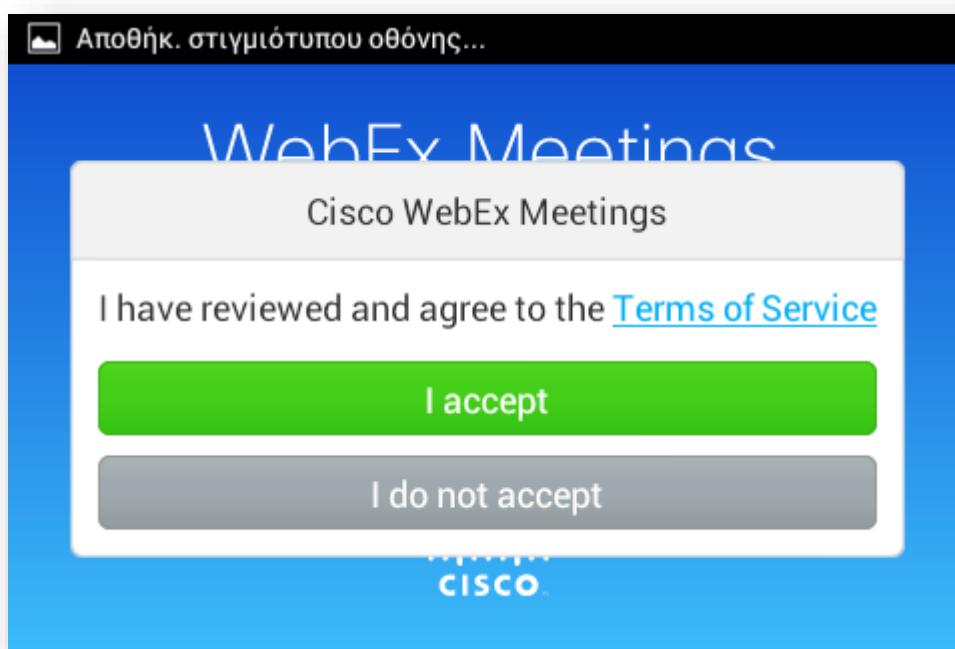 Αποθήκ. στιγμιότυπου οθόνης...
WebEx Meetings
Cisco WebEx Meetings
I have reviewed and agree to the Terms of Service
I accept
I do not accept
CISCO